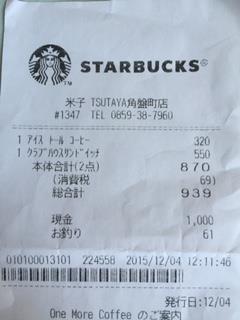 STARBUCKS
米子 TSUTAYA角盤町店
#1347 TEL 0859-38-7960
1 アイス トール コーヒー 320
1 クラブハウスサンドイッチ 550
本体合計(2点) 870
(消費税 69)
総合計 939
現金 1,000
お釣り 61
010100013101 224558 2015/12/04 12:11:46
発行日:12/04
One More Coffee のご案内